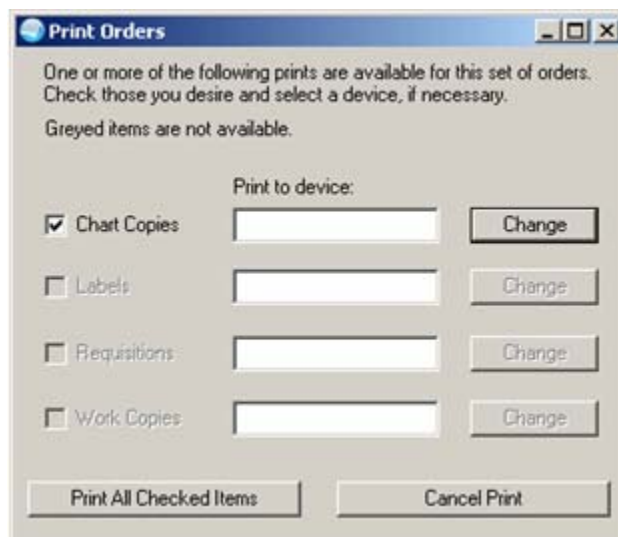 Print Orders
One or more of the following prints are available for this set of orders.
Check those you desire and select a device, if necessary.
Greyed items are not available.
Print to device:
Chart Copies Change
Labels Change
Requisitions Change
Work Copies Change
Print All Checked Items Cancel Print